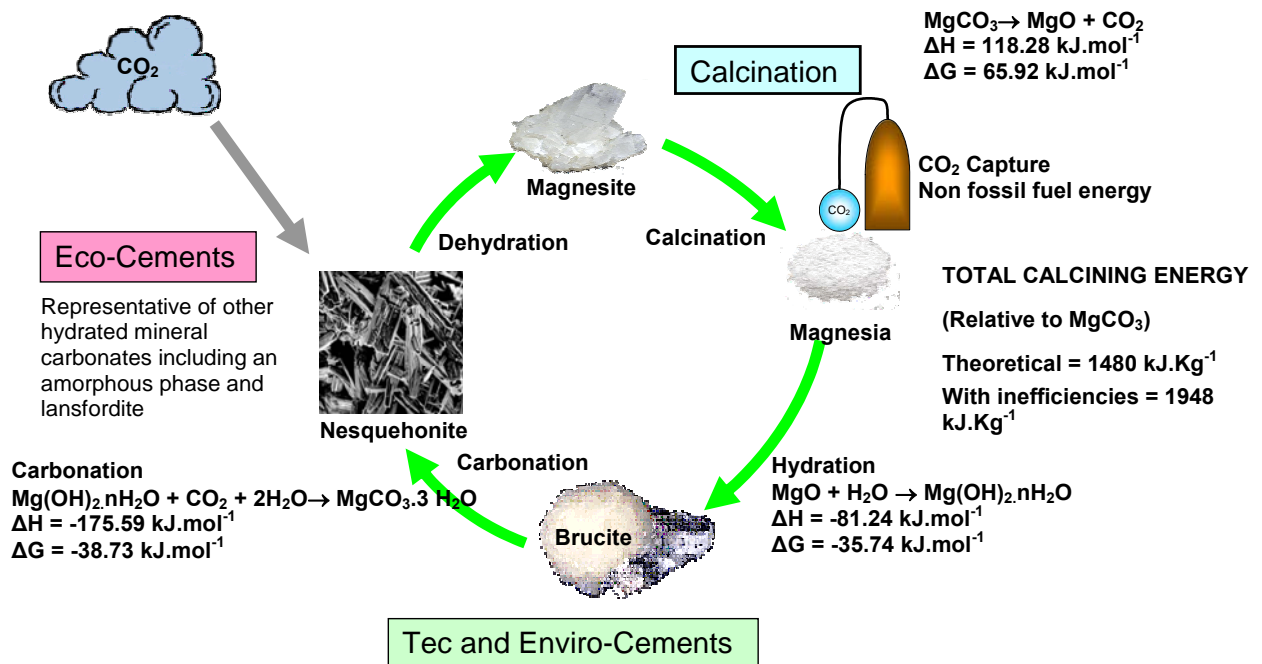 CO₂
MgCO₃→ MgO + CO₂
ΔH = 118.28 kJ.mol⁻¹
ΔG = 65.92 kJ.mol⁻¹
Calcination
CO₂ Capture
Non fossil fuel energy
CO₂
Magnesite
Dehydration
Calcination
Eco-Cements
Representative of other
hydrated mineral
carbonates including an
amorphous phase and
lansfordite
Nesquehonite
Magnesia
TOTAL CALCINING ENERGY
(Relative to MgCO₃)
Theoretical = 1480 kJ.Kg⁻¹
With inefficiencies = 1948
kJ.Kg⁻¹
Carbonation
Carbonation
Mg(OH)₂.nH₂O + CO₂ + 2H₂O→ MgCO₃.3 H₂O
ΔH = -175.59 kJ.mol⁻¹
ΔG = -38.73 kJ.mol⁻¹
Brucite
Hydration
MgO + H₂O → Mg(OH)₂.nH₂O
ΔH = -81.24 kJ.mol⁻¹
ΔG = -35.74 kJ.mol⁻¹
Tec and Enviro-Cements